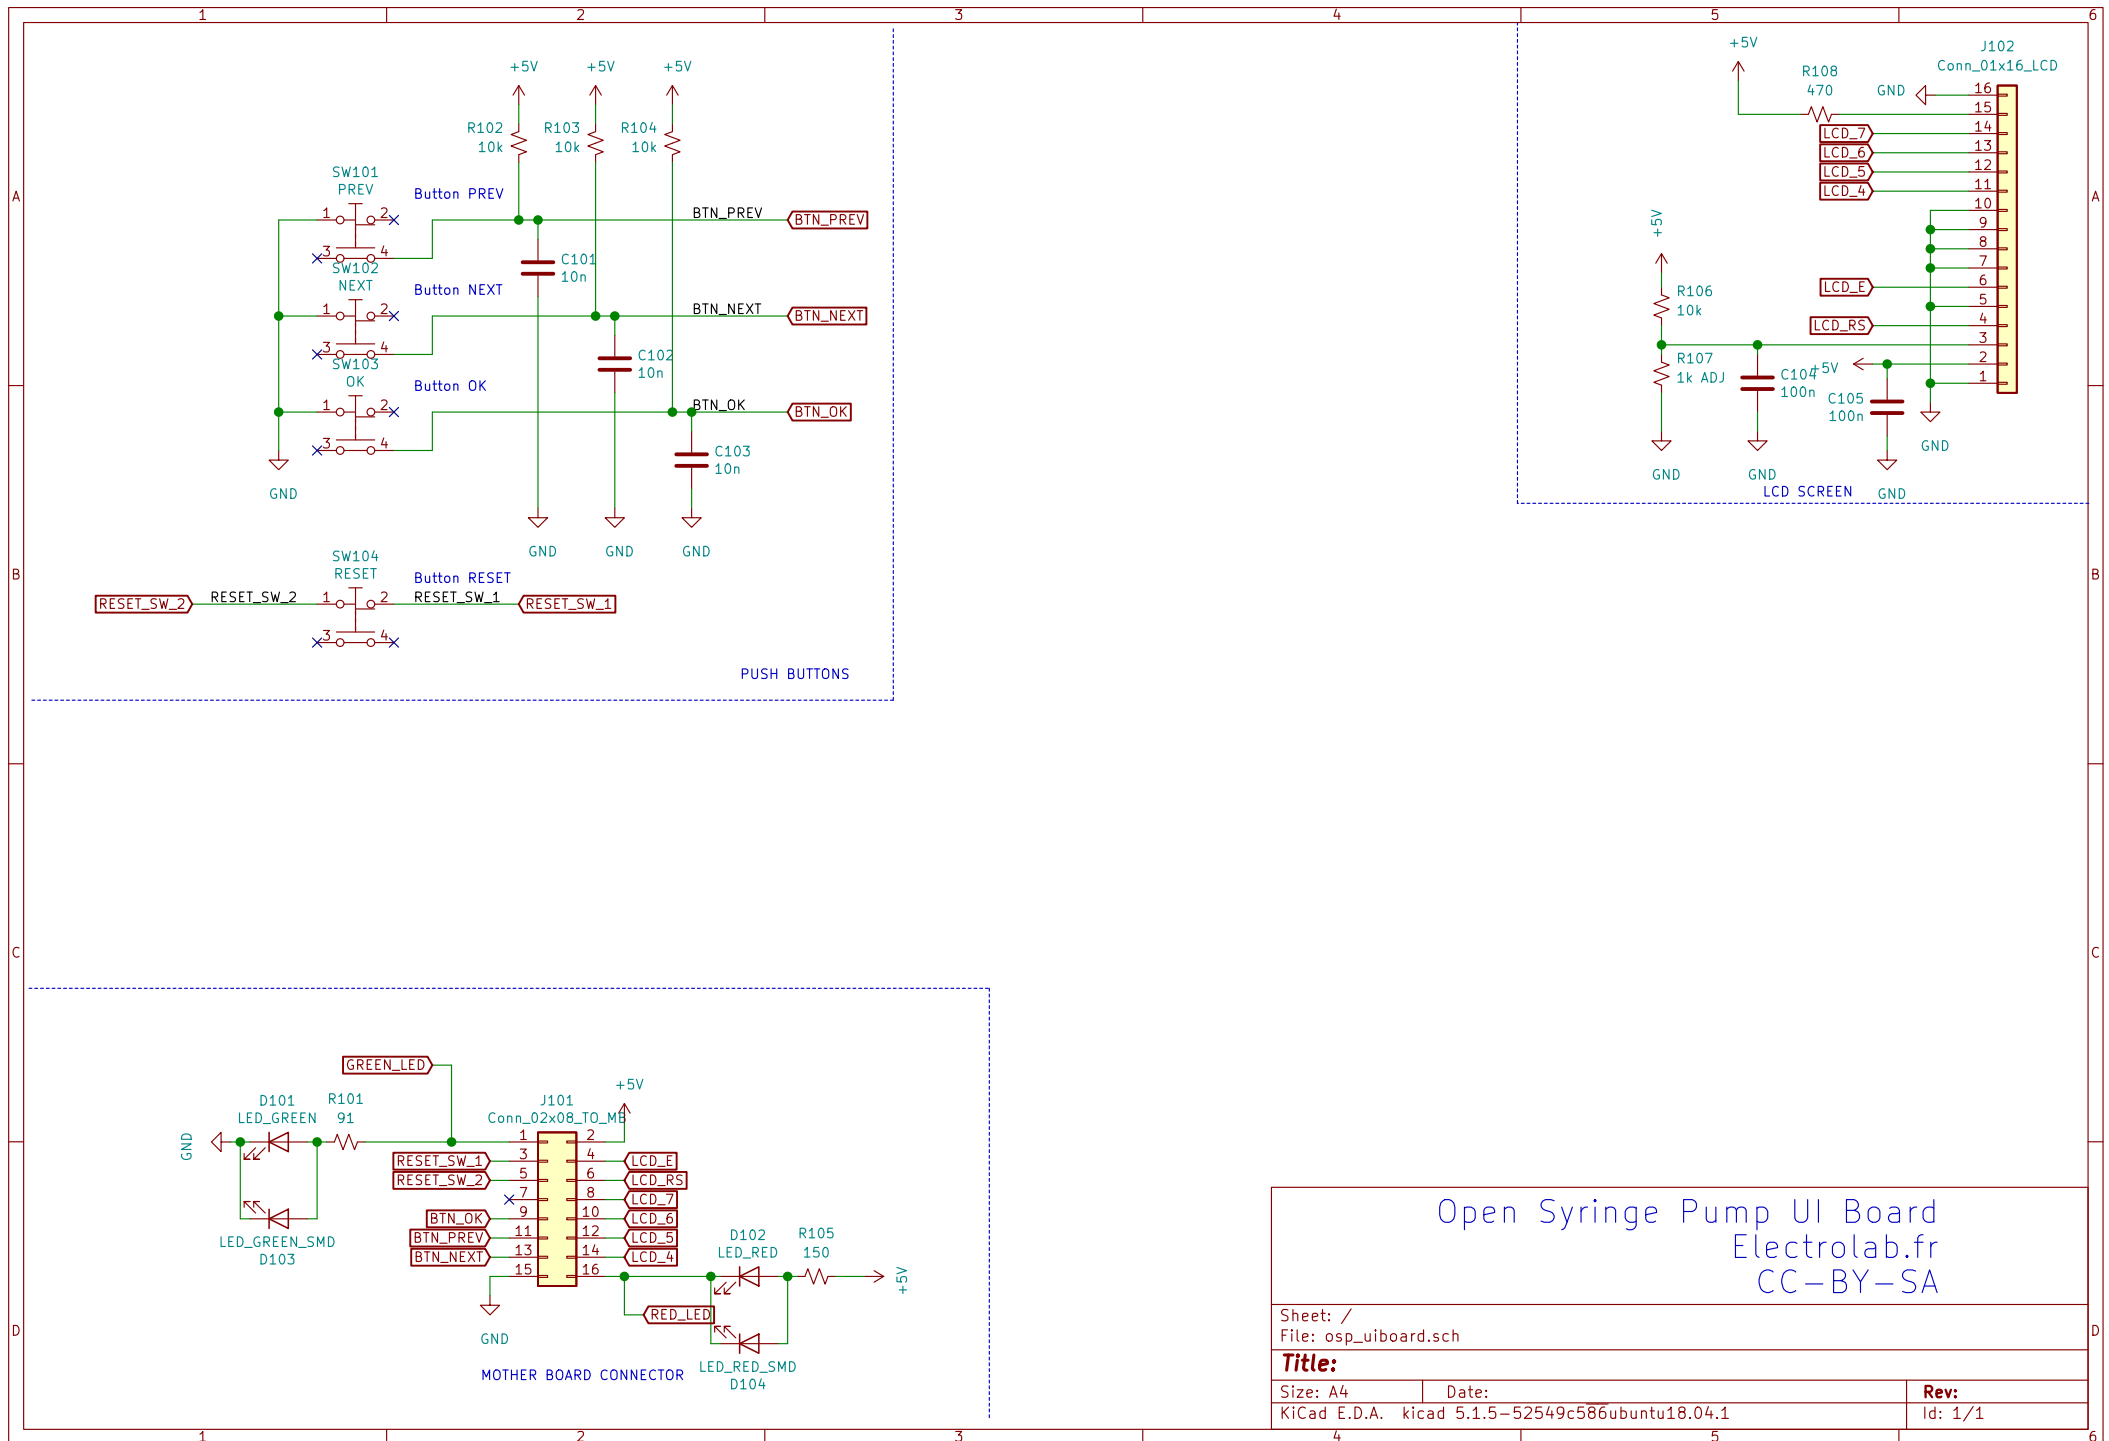 1 2 3 4 5 6
A
B
C
D
+5V +5V +5V
R102
10k
R103
10k
R104
10k
SW101
PREV
Button PREV
1 2
3 4
BTN_PREV
BTN_PREV
C101
10n
SW102
NEXT
Button NEXT
1 2
3 4
BTN_NEXT
BTN_NEXT
C102
10n
SW103
OK
Button OK
1 2
3 4
BTN_OK
BTN_OK
C103
10n
GND
GND GND GND
SW104
RESET
Button RESET
RESET_SW_2
RESET_SW_2
1 2
3 4
RESET_SW_1
RESET_SW_1
PUSH BUTTONS
+5V
R108
470
J102
Conn_01x16_LCD
GND
16
15
LCD_7 14
LCD_6 13
LCD_5 12
LCD_4 11
10
9
8
7
LCD_E 6
5
LCD_RS 4
3
2
1
+5V
R106
10k
R107
1k ADJ
C104
100n
+5V
C105
100n
GND
GND
GND
GND
LCD SCREEN
GREEN_LED
D101
LED_GREEN
R101
91
GND
LED_GREEN_SMD
D103
J101
Conn_02x08_TO_MB
+5V
1 2
RESET_SW_1 3 4 LCD_E
RESET_SW_2 5 6 LCD_RS
7 8 LCD_7
BTN_OK 9 10 LCD_6
BTN_PREV 11 12 LCD_5
BTN_NEXT 13 14 LCD_4
15 16
GND
RED_LED
D102
LED_RED
R105
150
+5V
LED_RED_SMD
D104
MOTHER BOARD CONNECTOR
Open Syringe Pump UI Board
Electrolab.fr
CC-BY-SA
Sheet: /
File: osp_uiboard.sch
Title:
Size: A4 Date: Rev:
KiCad E.D.A. kicad 5.1.5-52549c586ubuntu18.04.1 Id: 1/1
A
B
C
D
1 2 3 4 5 6